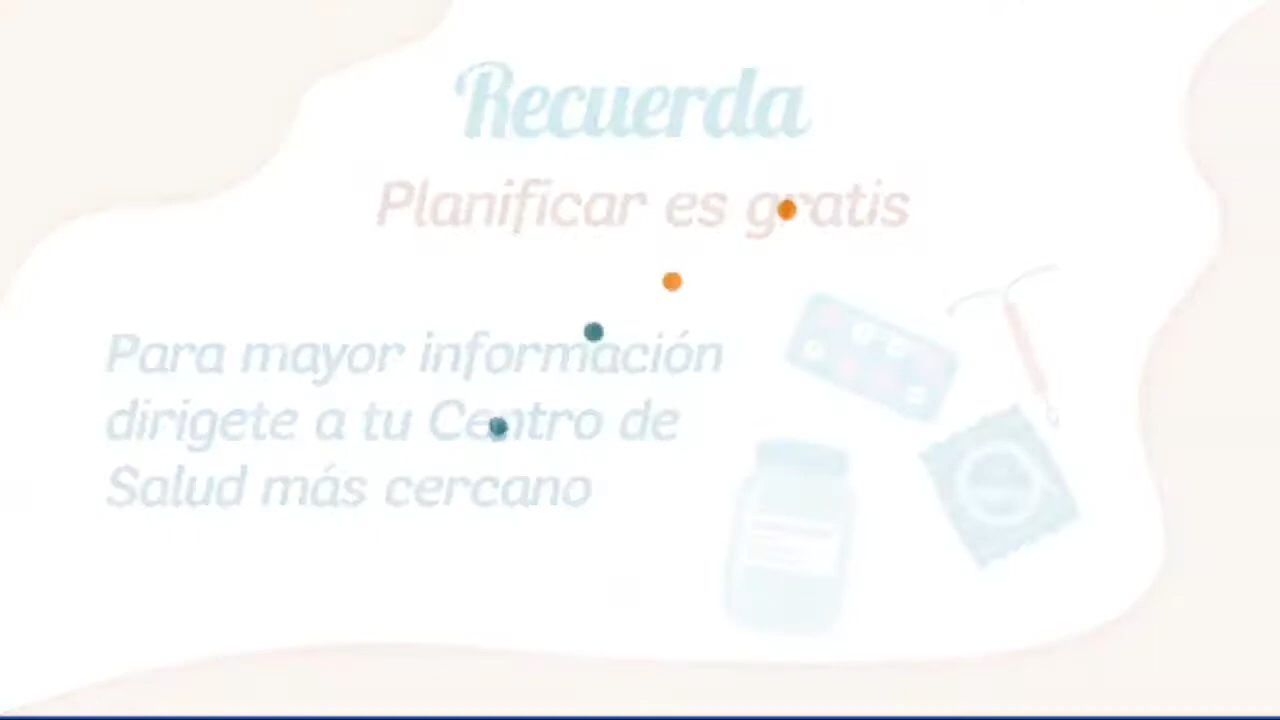 Recuerda
Planificar es gratis
Para mayor información
dirigete a tu Centro de
Salud más cercano